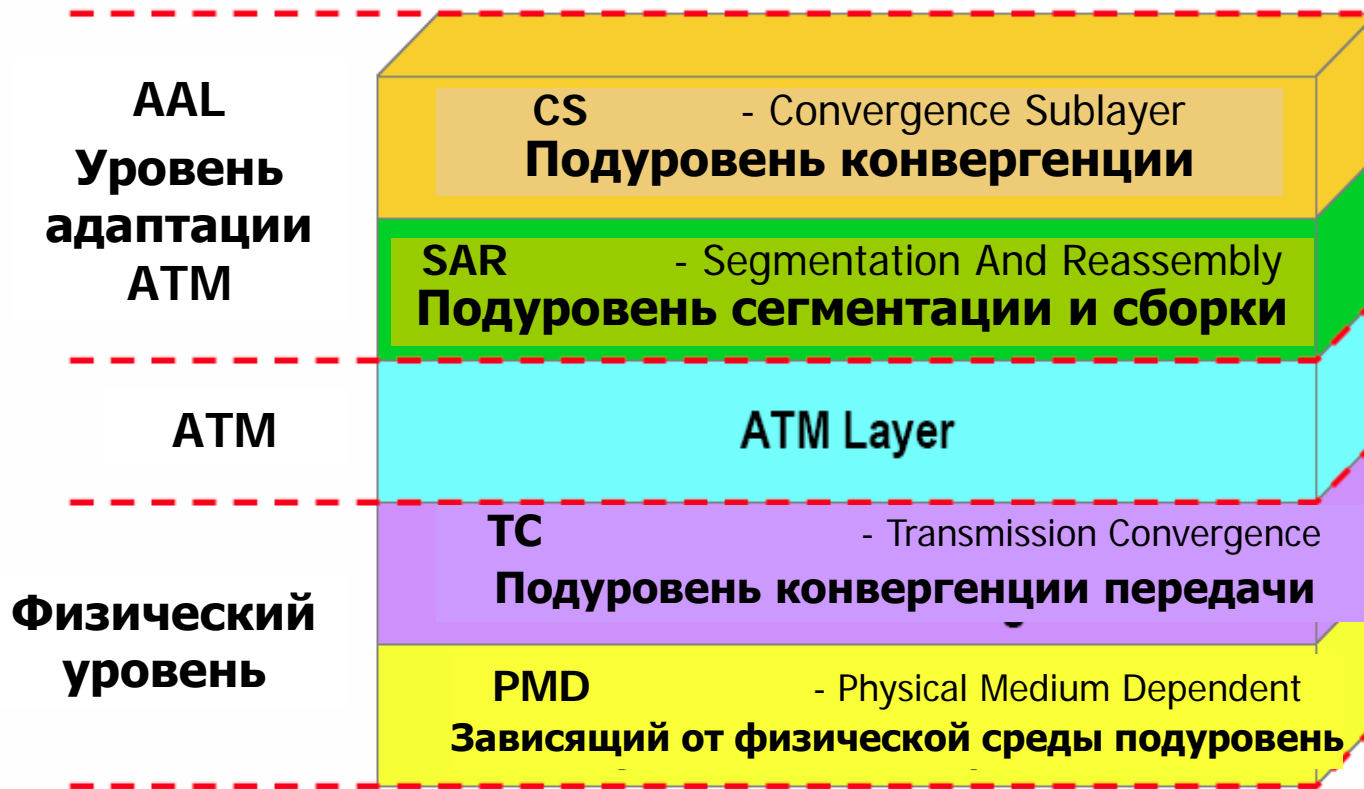 AAL
Уровень
адаптации
ATM
CS - Convergence Sublayer
Подуровень конвергенции
SAR - Segmentation And Reassembly
Подуровень сегментации и сборки
ATM
ATM Layer
Физический
уровень
TC - Transmission Convergence
Подуровень конвергенции передачи
PMD - Physical Medium Dependent
Зависящий от физической среды подуровень